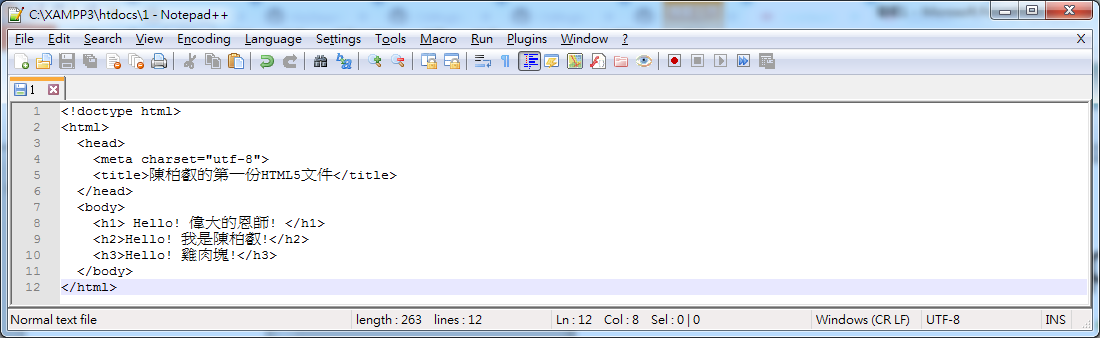 C:\XAMPP3\htdocs\1 - Notepad++
File Edit Search View Encoding Language Settings Tools Macro Run Plugins Window ? X
1
1 <!doctype html>
2 <html>
3 <head>
4 <meta charset="utf-8">
5 <title>陳柏叡的第一份HTML5文件</title>
6 </head>
7 <body>
8 <h1> Hello! 偉大的恩師! </h1>
9 <h2>Hello! 我是陳柏叡!</h2>
10 <h3>Hello! 雞肉塊!</h3>
11 </body>
12 </html>
Normal text file length : 263 lines : 12 Ln : 12 Col : 8 Sel : 0 | 0 Windows (CR LF) UTF-8 INS